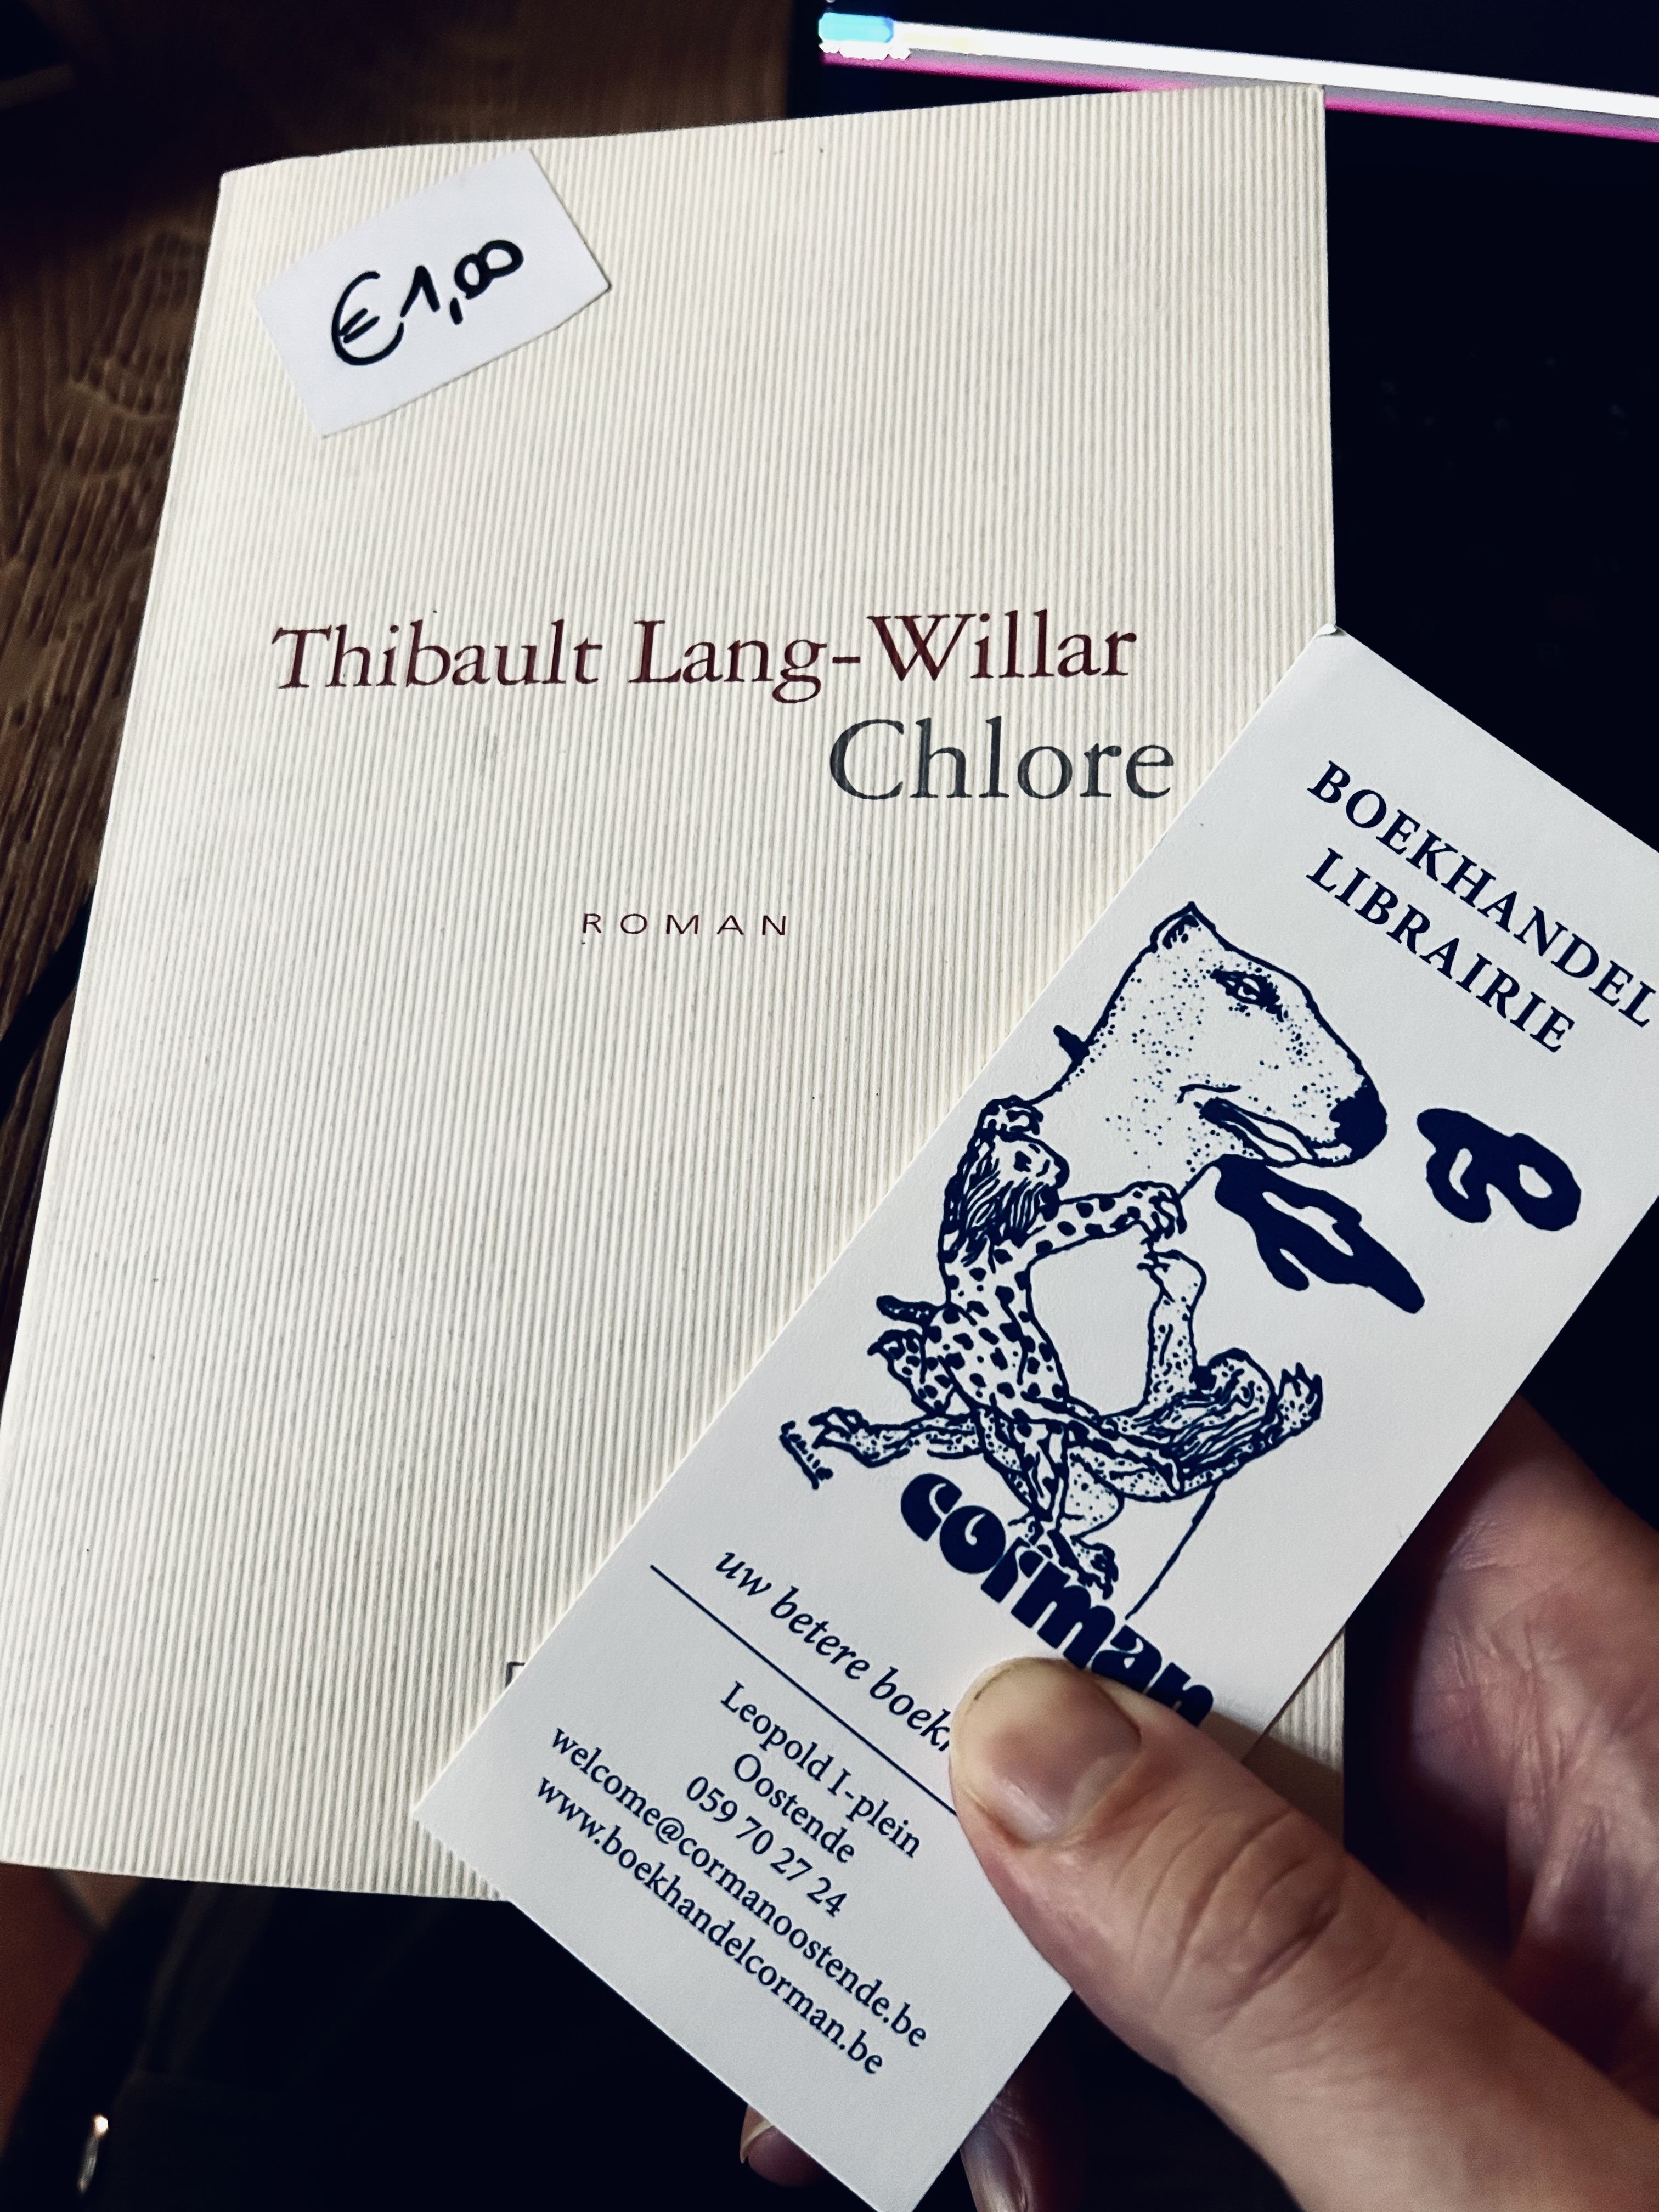 €1,00
Thibault Lang-Willar
Chlore
ROMAN
BOEKHANDEL
LIBRAIRIE
corman
uw betere
Leopold I-plein
Oostende
059 70 27 24
welcome@cormanoostende.be
www.boekhandelcorman.be